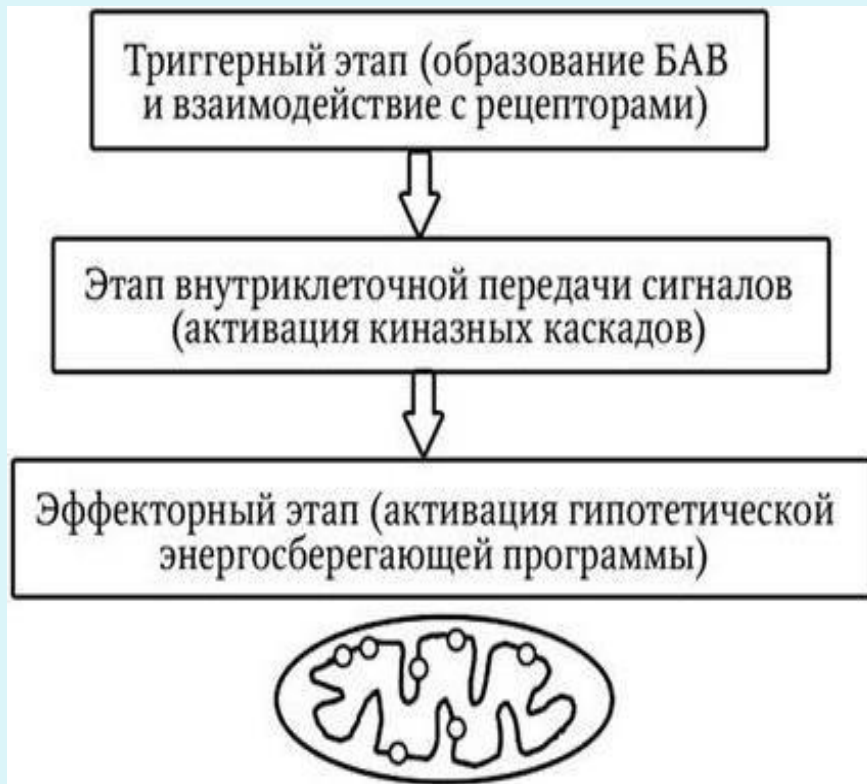 Триггерный этап (образование БАВ
и взаимодействие с рецепторами)
Этап внутриклеточной передачи сигналов
(активация киназных каскадов)
Эффекторный этап (активация гипотетической
энергосберегающей программы)